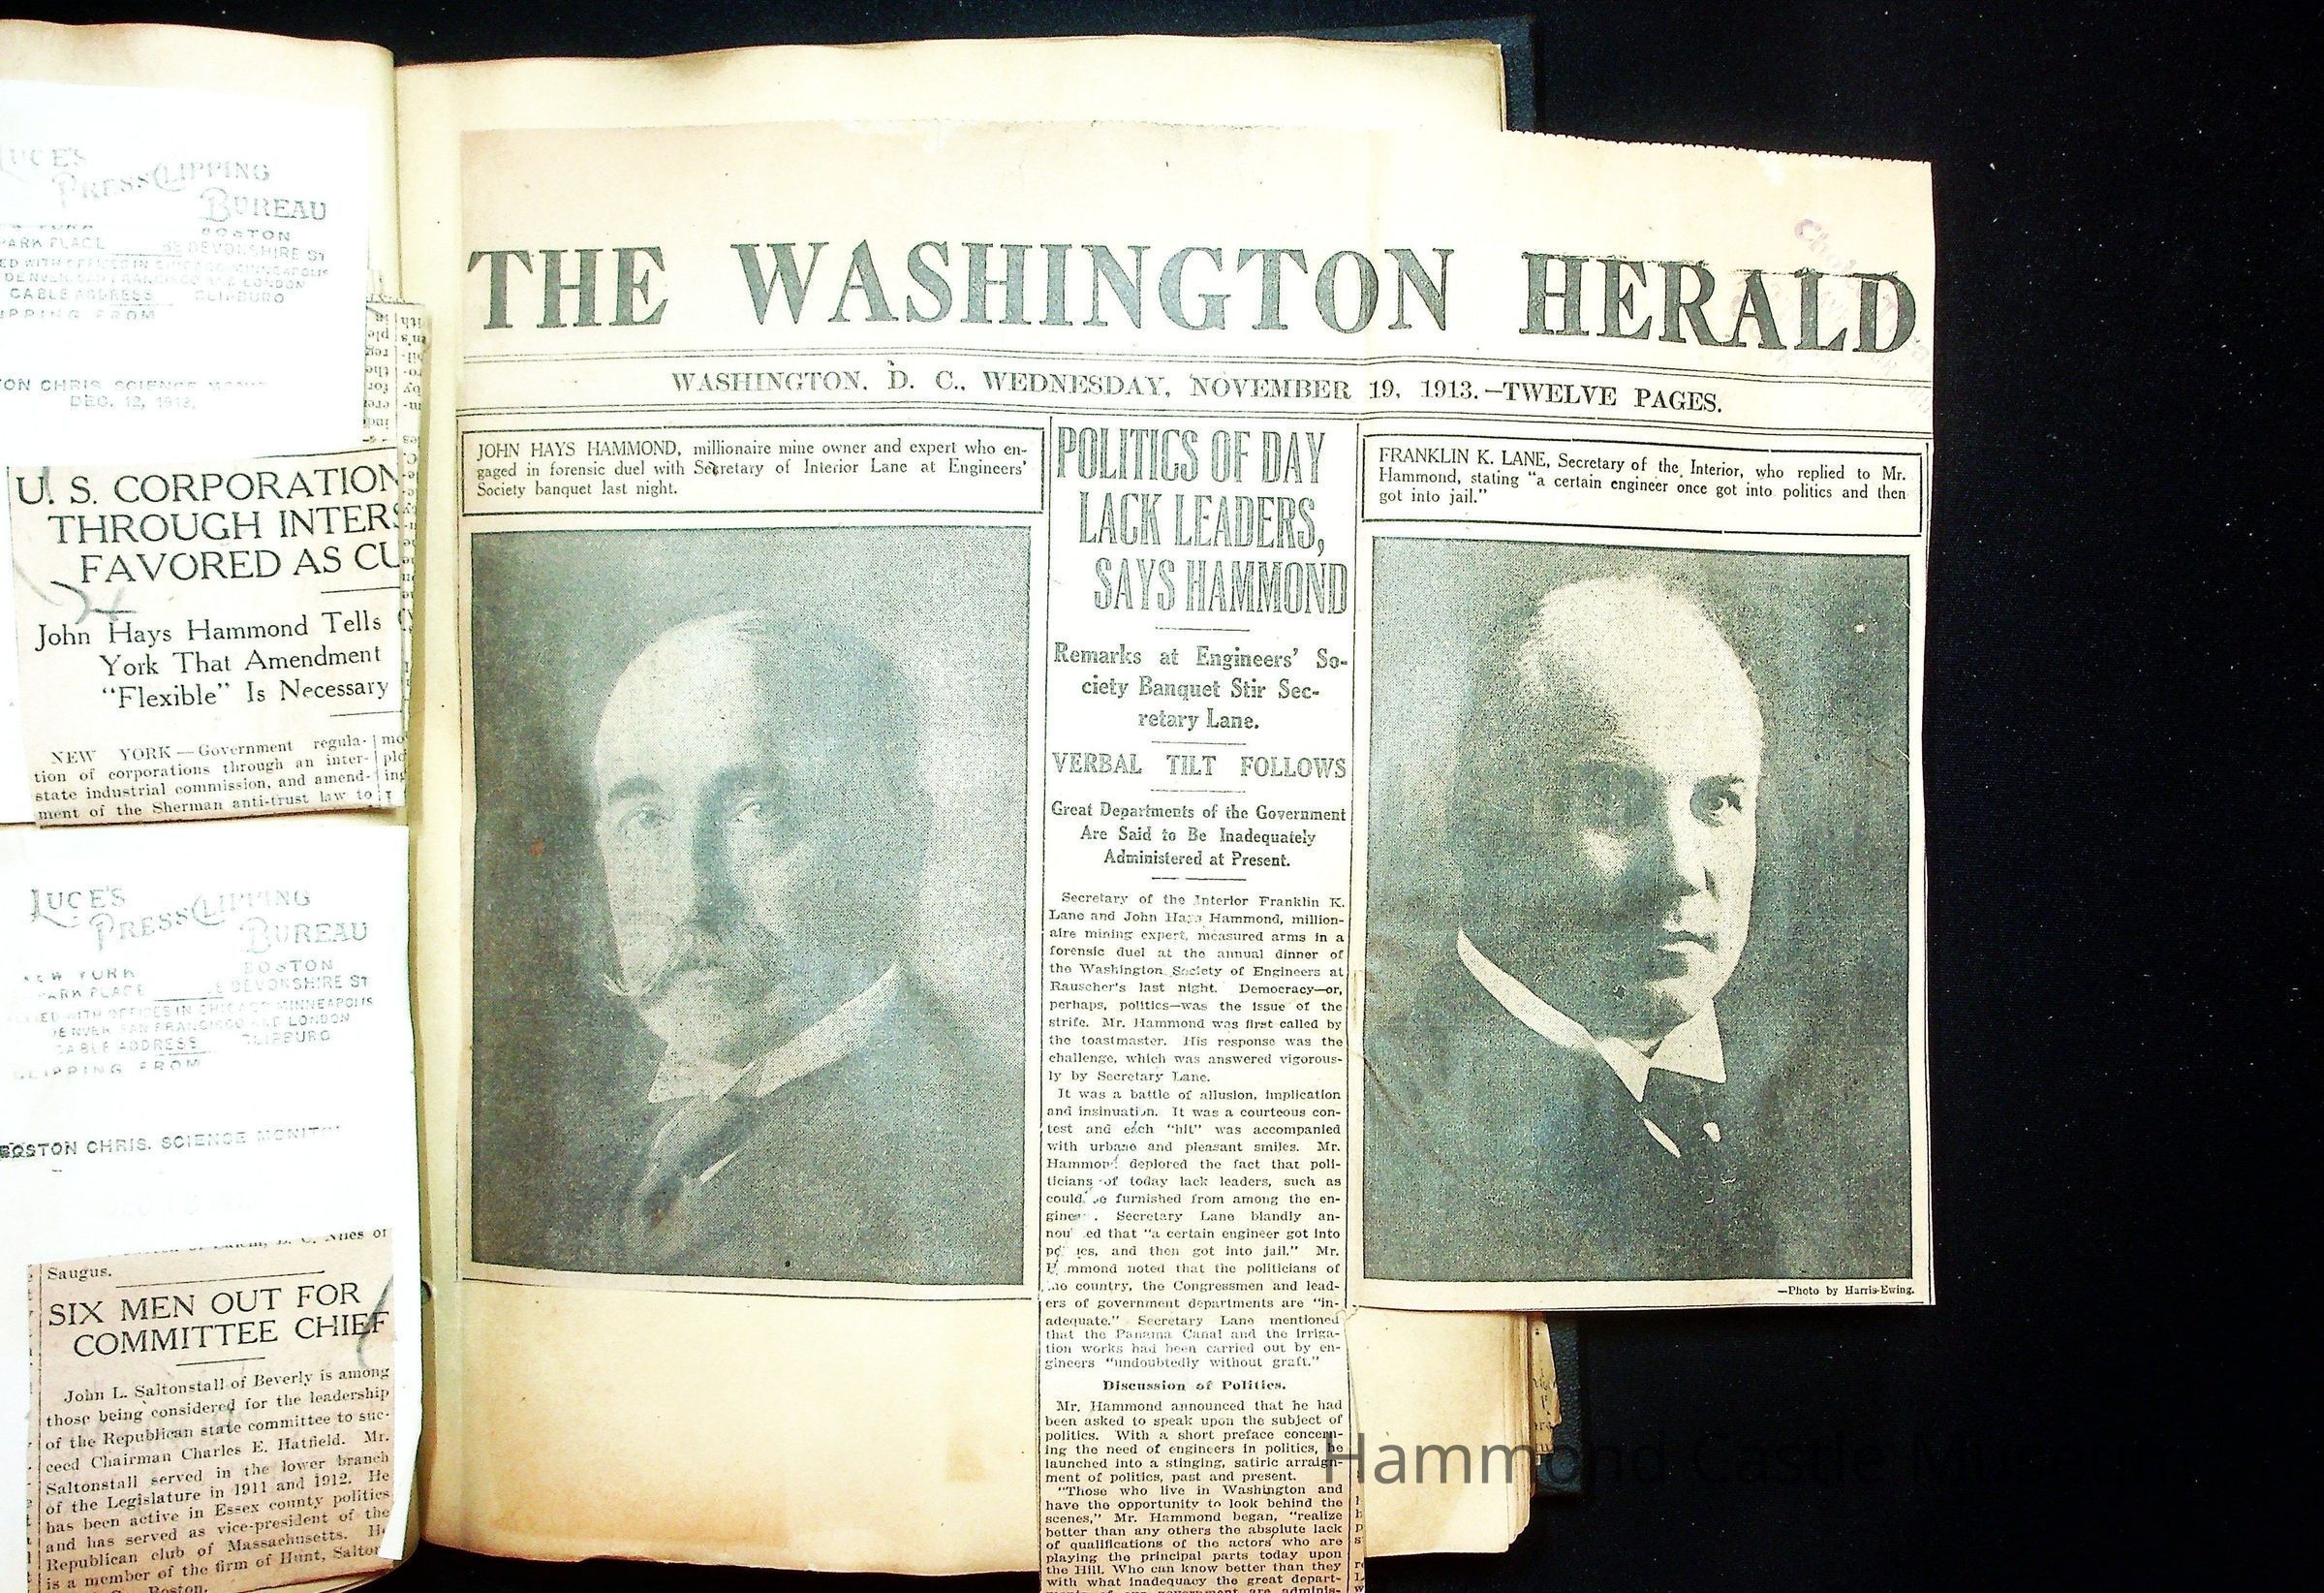 PRESS CLIPPING
BUREAU
BOSTON
PARK PLACE 68 DEVONSHIRE ST
CABLE ADDRESS CLIPBURO
DEC. 12, 1913,
U. S. CORPORATION
THROUGH INTERS
FAVORED AS CU
John Hays Hammond Tells
York That Amendment
"Flexible" Is Necessary
NEW YORK—Government regula-
tion of corporations through an inter-
state industrial commission, and amend-
ment of the Sherman anti-trust law to
LUCE'S
PRESS CLIPPING
BUREAU
NEW YORK BOSTON
PARK PLACE 68 DEVONSHIRE ST
ALLIED WITH OFFICES IN CHICAGO MINNEAPOLIS
DENVER SAN FRANCISCO AND LONDON
CABLE ADDRESS CLIPBURO
CLIPPING FROM
BOSTON CHRIS. SCIENCE MONITOR
Saugus.
SIX MEN OUT FOR
COMMITTEE CHIEF
John L. Saltonstall of Beverly is among
those being considered for the leadership
of the Republican state committee to suc-
ceed Chairman Charles E. Hatfield. Mr.
Saltonstall served in the lower branch
of the Legislature in 1911 and 1912. He
has been active in Essex county politics
and has served as vice-president of the
Republican club of Massachusetts. He
is a member of the firm of Hunt, Salton-
Boston.
THE WASHINGTON HERALD
WASHINGTON, D. C., WEDNESDAY, NOVEMBER 19, 1913.—TWELVE PAGES.
JOHN HAYS HAMMOND, millionaire mine owner and expert who en-
gaged in forensic duel with Secretary of Interior Lane at Engineers'
Society banquet last night.
POLITICS OF DAY
LACK LEADERS,
SAYS HAMMOND
Remarks at Engineers' So-
ciety Banquet Stir Sec-
retary Lane.
VERBAL TILT FOLLOWS
Great Departments of the Government
Are Said to Be Inadequately
Administered at Present.
Secretary of the Interior Franklin K.
Lane and John Hays Hammond, million-
aire mining expert, measured arms in a
forensic duel at the annual dinner of
the Washington Society of Engineers at
Rauscher's last night. Democracy—or,
perhaps, politics—was the issue of the
strife. Mr. Hammond was first called by
the toastmaster. His response was the
challenge, which was answered vigorous-
ly by Secretary Lane.
It was a battle of allusion, implication
and insinuation. It was a courteous con-
test and each "hit" was accompanied
with urbane and pleasant smiles. Mr.
Hammond deplored the fact that poli-
ticians of today lack leaders, such as
could be furnished from among the en-
gineers. Secretary Lane blandly an-
nounced that "a certain engineer got into
politics, and then got into jail." Mr.
Hammond noted that the politicians of
the country, the Congressmen and lead-
ers of government departments are "in-
adequate." Secretary Lane mentioned
that the Panama Canal and the irriga-
tion works had been carried out by en-
gineers "undoubtedly without graft."
Discussion of Politics.
Mr. Hammond announced that he had
been asked to speak upon the subject of
politics. With a short preface concern-
ing the need of engineers in politics, he
launched into a stinging, satiric arraign-
ment of politics, past and present.
"Those who live in Washington and
have the opportunity to look behind the
scenes," Mr. Hammond began, "realize
better than any others the absolute lack
of qualifications of the actors who are
playing the principal parts today upon
the Hill. Who can know better than they
with what inadequacy the great depart-
ments of our government are adminis-
FRANKLIN K. LANE, Secretary of the Interior, who replied to Mr.
Hammond, stating "a certain engineer once got into politics and then
got into jail."
—Photo by Harris-Ewing.
Hammond Castle M